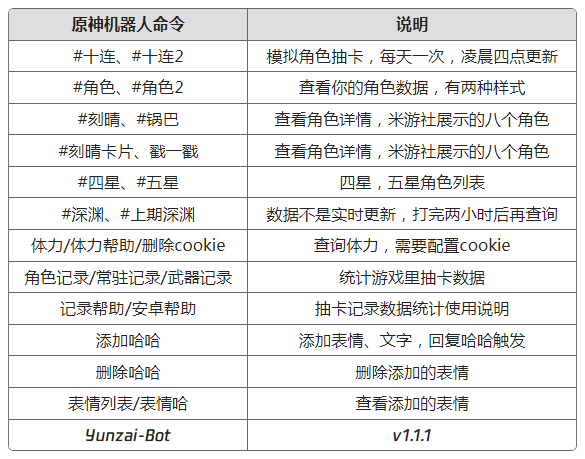 原神机器人命令 说明
#十连、#十连2 模拟角色抽卡，每天一次，凌晨四点更新
#角色、#角色2 查看你的角色数据，有两种样式
#刻晴、#锅巴 查看角色详情，米游社展示的八个角色
#刻晴卡片、戳一戳 查看角色详情，米游社展示的八个角色
#四星、#五星 四星，五星角色列表
#深渊、#上期深渊 数据不是实时更新，打完两小时后再查询
体力/体力帮助/删除cookie 查询体力，需要配置cookie
角色记录/常驻记录/武器记录 统计游戏里抽卡数据
记录帮助/安卓帮助 抽卡记录数据统计使用说明
添加哈哈 添加表情、文字，回复哈哈触发
删除哈哈 删除添加的表情
表情列表/表情哈 查看添加的表情
Yunzai-Bot v1.1.1